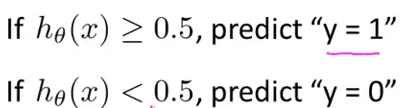 If hθ(x) ≥ 0.5, predict “y = 1”
If hθ(x) < 0.5, predict “y = 0”